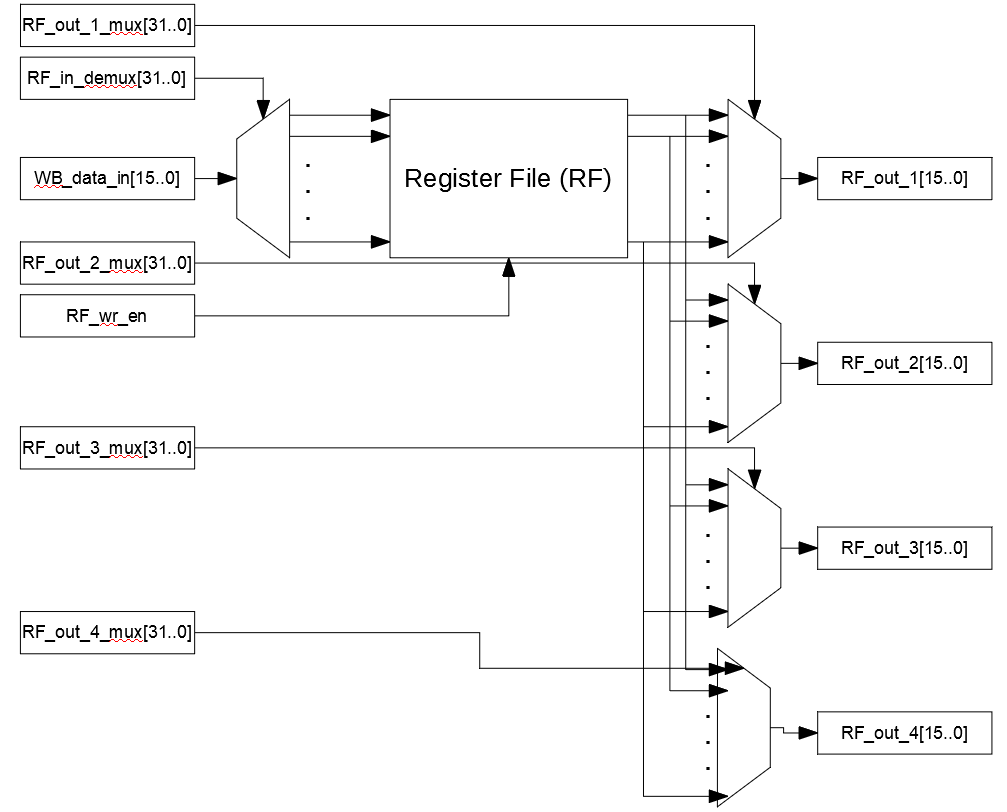 RF_out_1_mux[31..0]
RF_in_demux[31..0]
WB_data_in[15..0]
Register File (RF)
RF_out_1[15..0]
RF_out_2_mux[31..0]
RF_wr_en
RF_out_2[15..0]
RF_out_3_mux[31..0]
RF_out_3[15..0]
RF_out_4_mux[31..0]
RF_out_4[15..0]